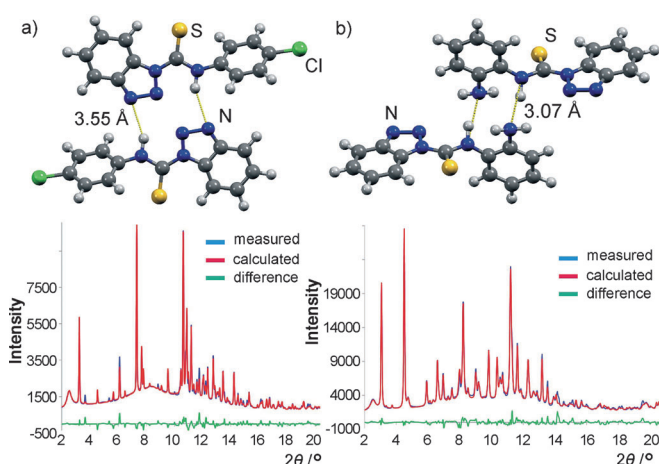 a)
S
Cl
3.55 Å
N
b)
S
N
3.07 Å
measured
calculated
difference
Intensity
7500
5500
3500
1500
-500
2 4 6 8 10 12 14 16 18 20
2θ /°
measured
calculated
difference
Intensity
19000
14000
9000
4000
-1000
2 4 6 8 10 12 14 16 18 20
2θ /°